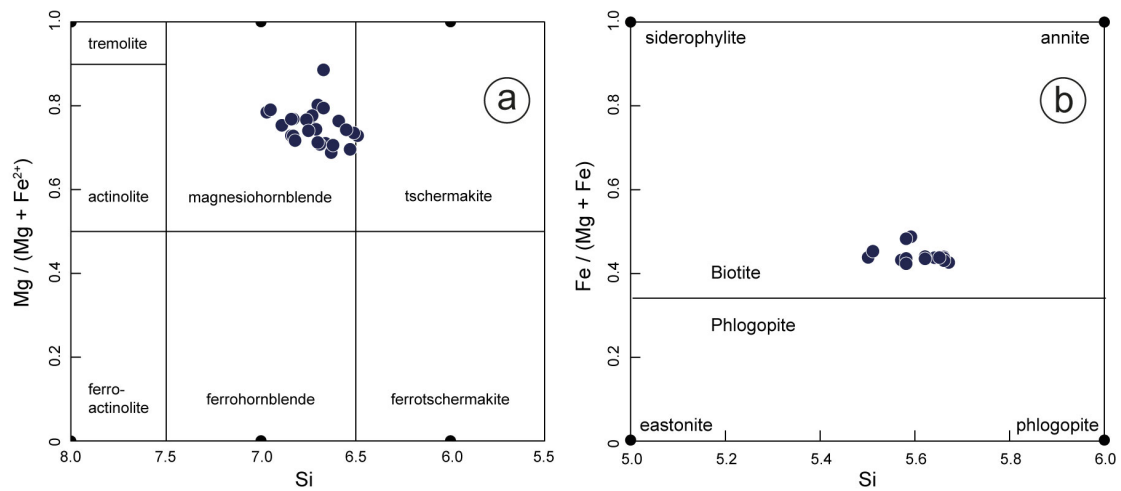 1.0
0.8
0.6
0.4
0.2
0
Mg / (Mg + Fe²⁺)
tremolite
a
actinolite
magnesiohornblende
tschermakite
ferro-
actinolite
ferrohornblende
ferrotschermakite
8.0
7.5
7.0
6.5
6.0
5.5
Si
1.0
0.8
0.6
0.4
0.2
0
Fe / (Mg + Fe)
siderophylite
annite
b
Biotite
Phlogopite
eastonite
phlogopite
5.0
5.2
5.4
5.6
5.8
6.0
Si